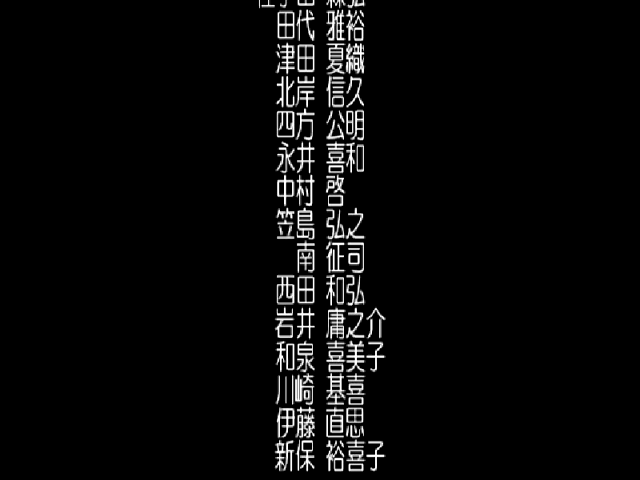 田代 雅裕
津田 夏織
北岸 信久
四方 公明
永井 喜和
中村 啓
笠島 弘之
南 征司
西田 和弘
岩井 庸之介
和泉 喜美子
川崎 基喜
伊藤 直思
新保 裕喜子